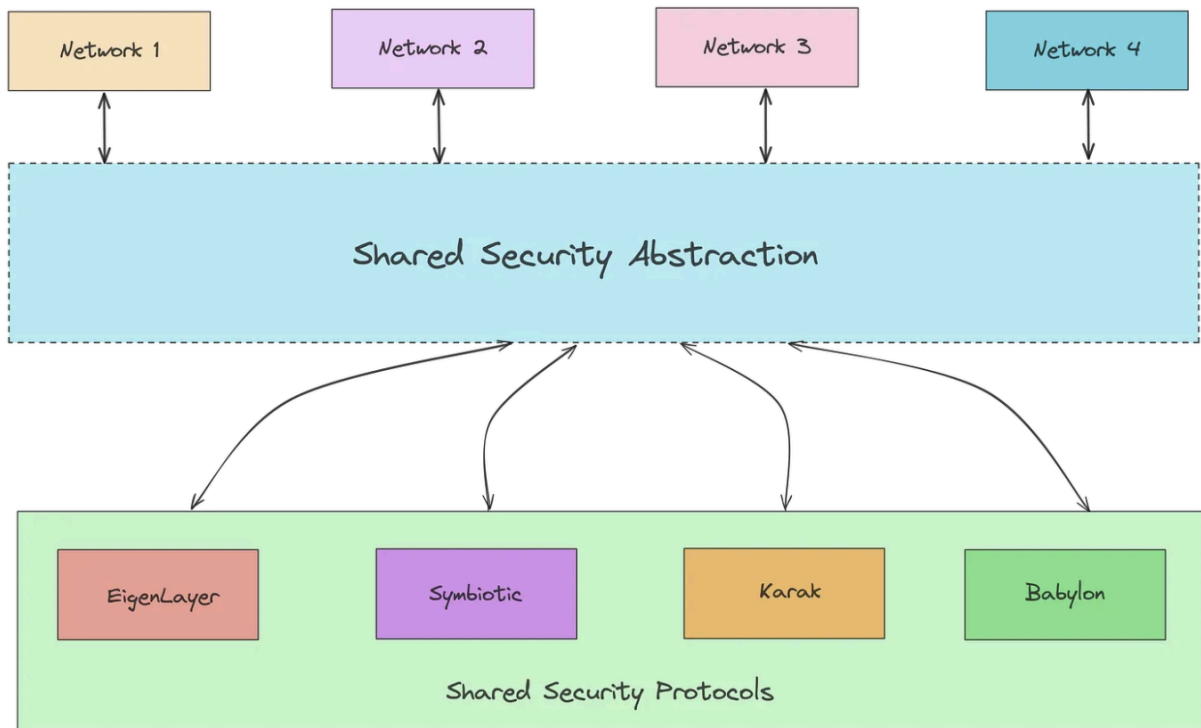 Network 1
Network 2
Network 3
Network 4
Shared Security Abstraction
EigenLayer
Symbiotic
Karak
Babylon
Shared Security Protocols